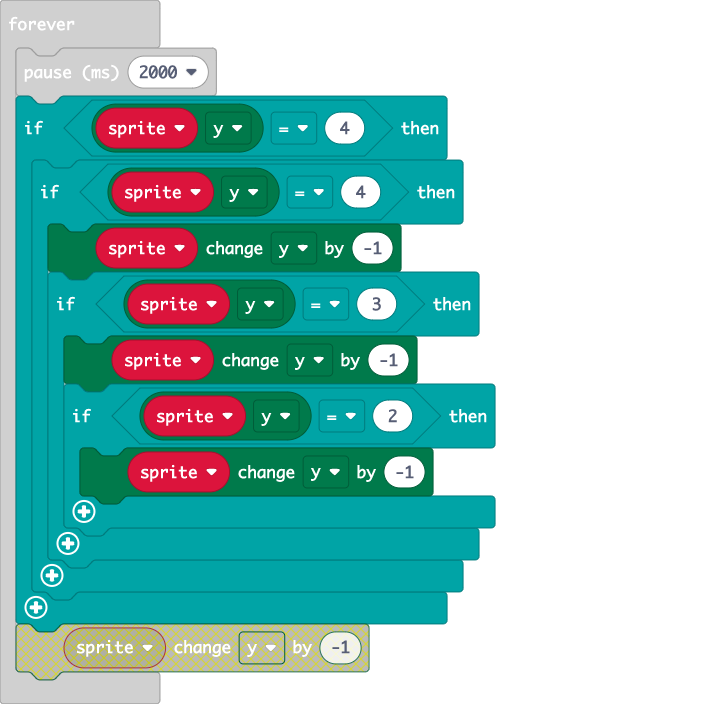 forever
pause (ms) 2000
if sprite y = 4 then
if sprite y = 4 then
sprite change y by -1
if sprite y = 3 then
sprite change y by -1
if sprite y = 2 then
sprite change y by -1
sprite change y by -1